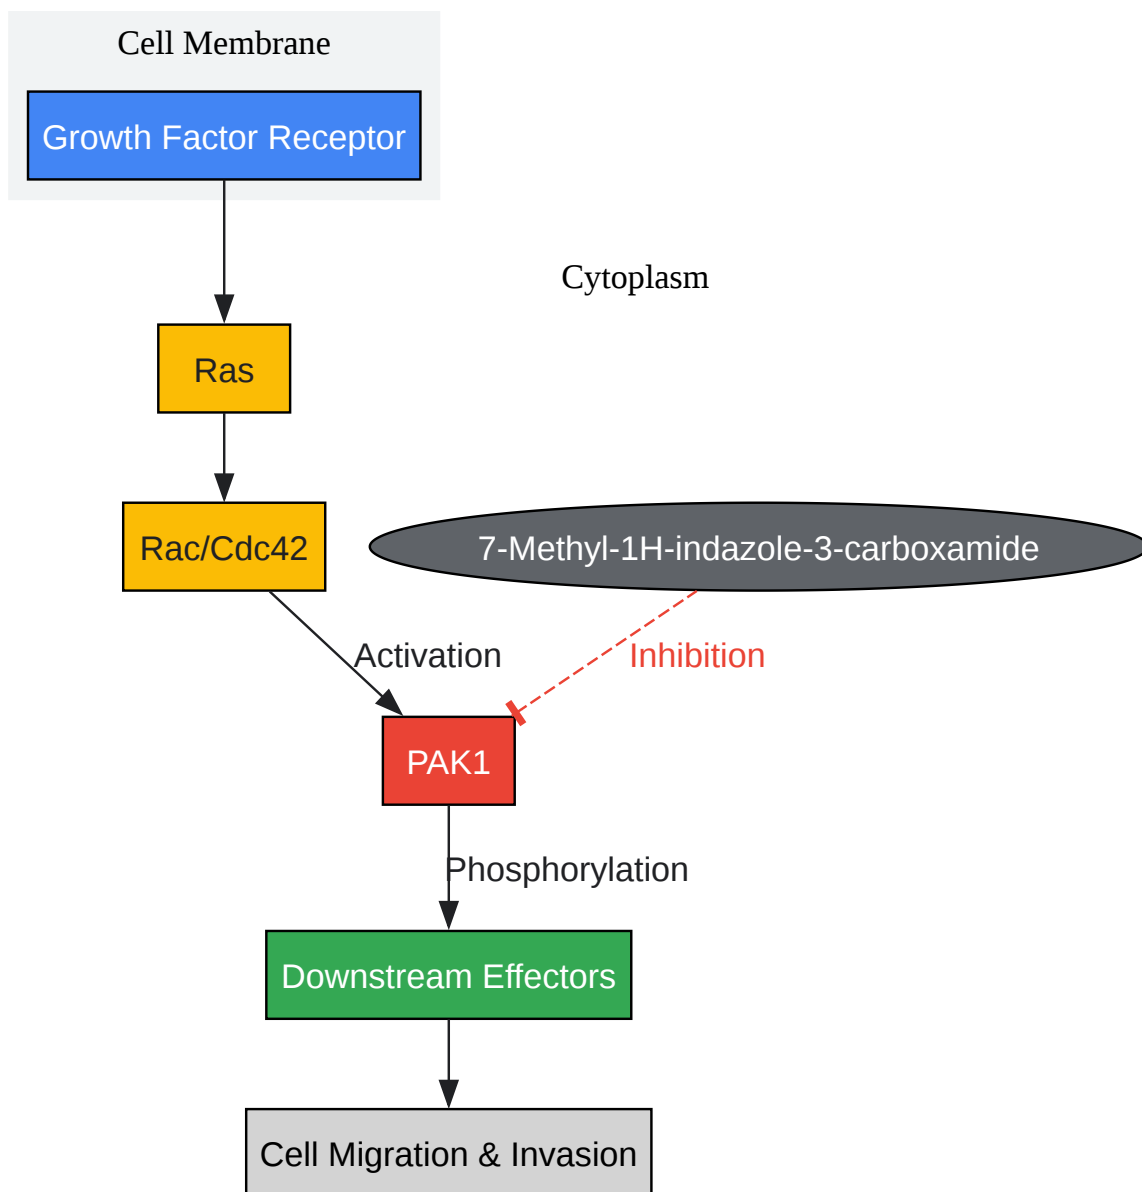 Cell Membrane
Growth Factor Receptor
Cytoplasm
Ras
Rac/Cdc42
7-Methyl-1H-indazole-3-carboxamide
Activation
Inhibition
PAK1
Phosphorylation
Downstream Effectors
Cell Migration & Invasion